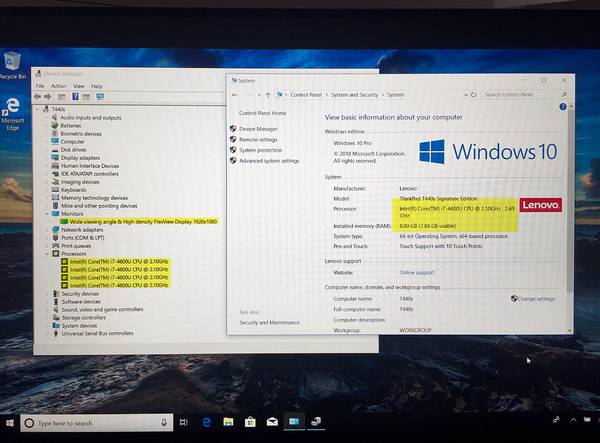 Recycle Bin
Microsoft
Edge
Device Manager
File Action View Help
T440s
Audio inputs and outputs
Batteries
Biometric devices
Computer
Disk drives
Display adapters
Human Interface Devices
IDE ATA/ATAPI controllers
Imaging devices
Keyboards
Memory technology devices
Mice and other pointing devices
Monitors
Wide viewing angle & High density FlexView Display 1920x1080
Network adapters
Ports (COM & LPT)
Print queues
Processors
Intel(R) Core(TM) i7-4600U CPU @ 2.10GHz
Intel(R) Core(TM) i7-4600U CPU @ 2.10GHz
Intel(R) Core(TM) i7-4600U CPU @ 2.10GHz
Intel(R) Core(TM) i7-4600U CPU @ 2.10GHz
Security devices
Software devices
Sound, video and game controllers
Storage controllers
System devices
Universal Serial Bus controllers
System
Control Panel > System and Security > System
Search Control Panel
Control Panel Home
Device Manager
Remote settings
System protection
Advanced system settings
See also
Security and Maintenance
View basic information about your computer
Windows edition
Windows 10 Pro
© 2018 Microsoft Corporation.
All rights reserved.
Windows 10
System
Manufacturer: Lenovo
Model: ThinkPad T440s Signature Edition
Processor: Intel(R) Core(TM) i7-4600U CPU @ 2.10GHz 2.69
GHz
Installed memory (RAM): 8.00 GB (7.88 GB usable)
System type: 64-bit Operating System, x64-based processor
Pen and Touch: Touch Support with 10 Touch Points
Lenovo
Lenovo support
Website: Online support
Computer name, domain, and workgroup settings
Computer name: T440s
Change settings
Full computer name: T440s
Computer description:
Workgroup: WORKGROUP
Type here to search